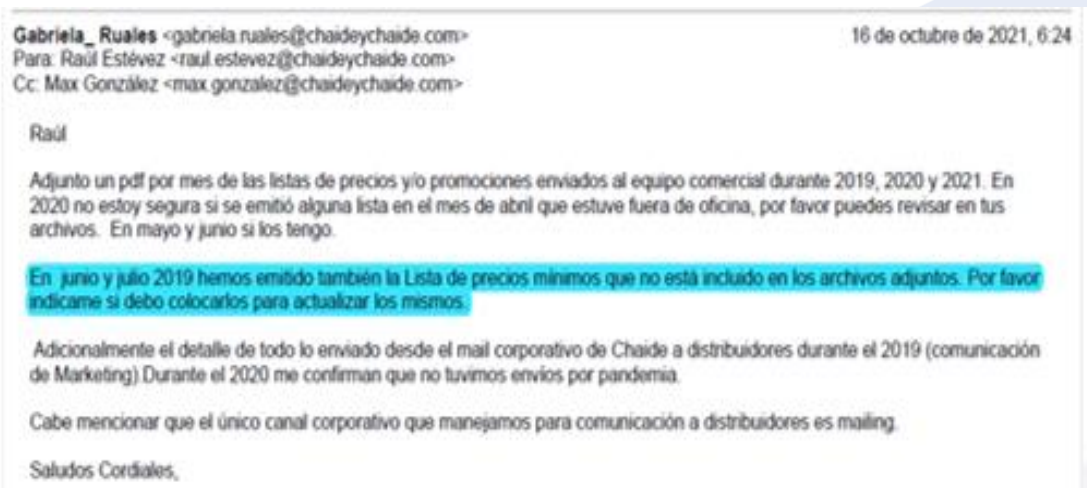 Gabriela_ Ruales <gabriela.ruales@chaideychaide.com> 16 de octubre de 2021, 6:24
Para: Raúl Estévez <raul.estevez@chaideychaide.com>
Cc: Max González <max.gonzalez@chaideychaide.com>
Raúl
Adjunto un pdf por mes de las listas de precios y/o promociones enviados al equipo comercial durante 2019, 2020 y 2021. En
2020 no estoy segura si se emitió alguna lista en el mes de abril que estuve fuera de oficina, por favor puedes revisar en tus
archivos. En mayo y junio si los tengo.
En junio y julio 2019 hemos emitido también la Lista de precios mínimos que no está incluido en los archivos adjuntos. Por favor
indícame si debo colocarlos para actualizar los mismos.
Adicionalmente el detalle de todo lo enviado desde el mail corporativo de Chaide a distribuidores durante el 2019 (comunicación
de Marketing).Durante el 2020 me confirman que no tuvimos envíos por pandemia.
Cabe mencionar que el único canal corporativo que manejamos para comunicación a distribuidores es mailing.
Saludos Cordiales,